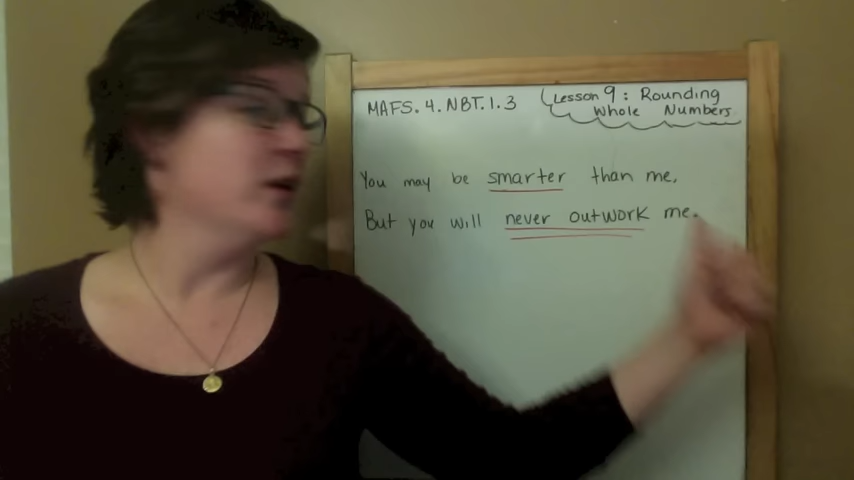 MAFS.4.NBT.1.3
Lesson 9: Rounding
Whole Numbers
You may be smarter than me,
But you will never outwork me.